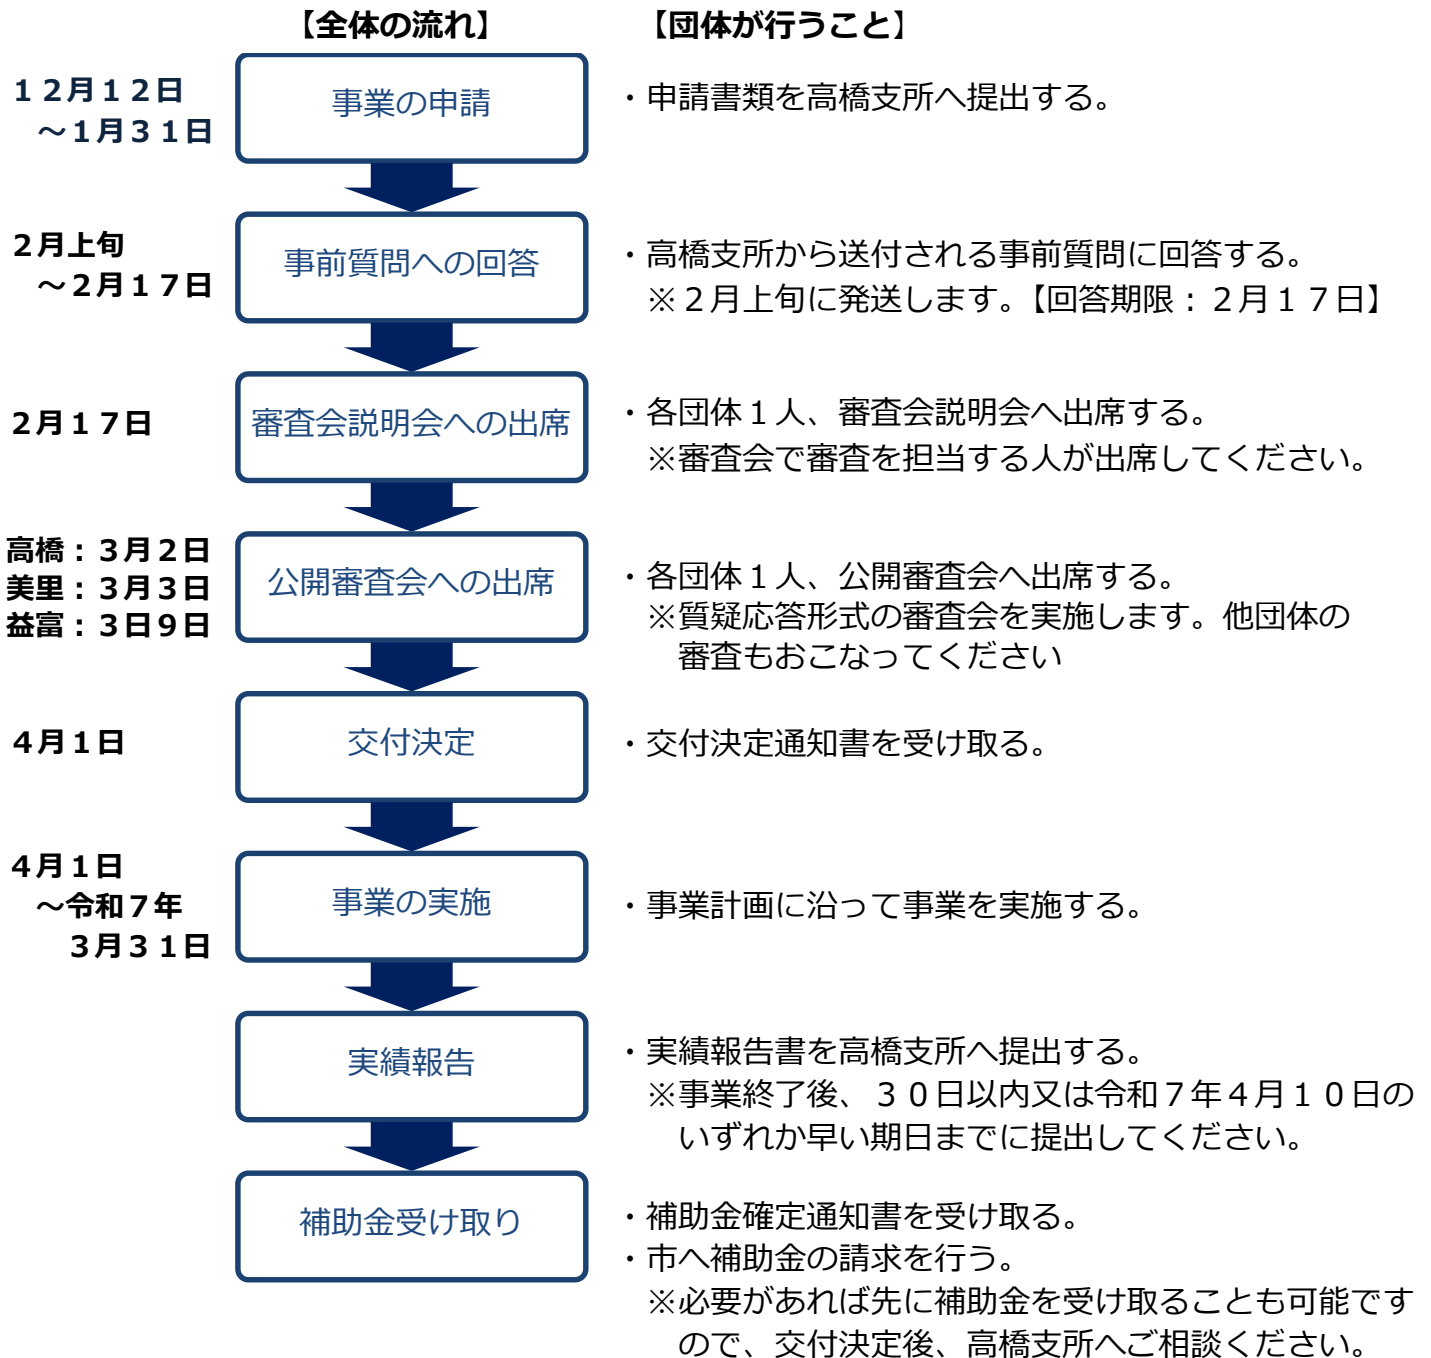 【全体の流れ】
【団体が行うこと】
１２月１２日
～１月３１日
事業の申請
・申請書類を高橋支所へ提出する。
２月上旬
～２月１７日
事前質問への回答
・高橋支所から送付される事前質問に回答する。
※２月上旬に発送します。【回答期限：２月１７日】
２月１７日
審査会説明会への出席
・各団体１人、審査会説明会へ出席する。
※審査会で審査を担当する人が出席してください。
高橋：３月２日
美里：３月３日
益富：３日９日
公開審査会への出席
・各団体１人、公開審査会へ出席する。
※質疑応答形式の審査会を実施します。他団体の
審査もおこなってください
４月１日
交付決定
・交付決定通知書を受け取る。
４月１日
～令和７年
３月３１日
事業の実施
・事業計画に沿って事業を実施する。
実績報告
・実績報告書を高橋支所へ提出する。
※事業終了後、３０日以内又は令和７年４月１０日の
いずれか早い期日までに提出してください。
補助金受け取り
・補助金確定通知書を受け取る。
・市へ補助金の請求を行う。
※必要があれば先に補助金を受け取ることも可能です
ので、交付決定後、高橋支所へご相談ください。